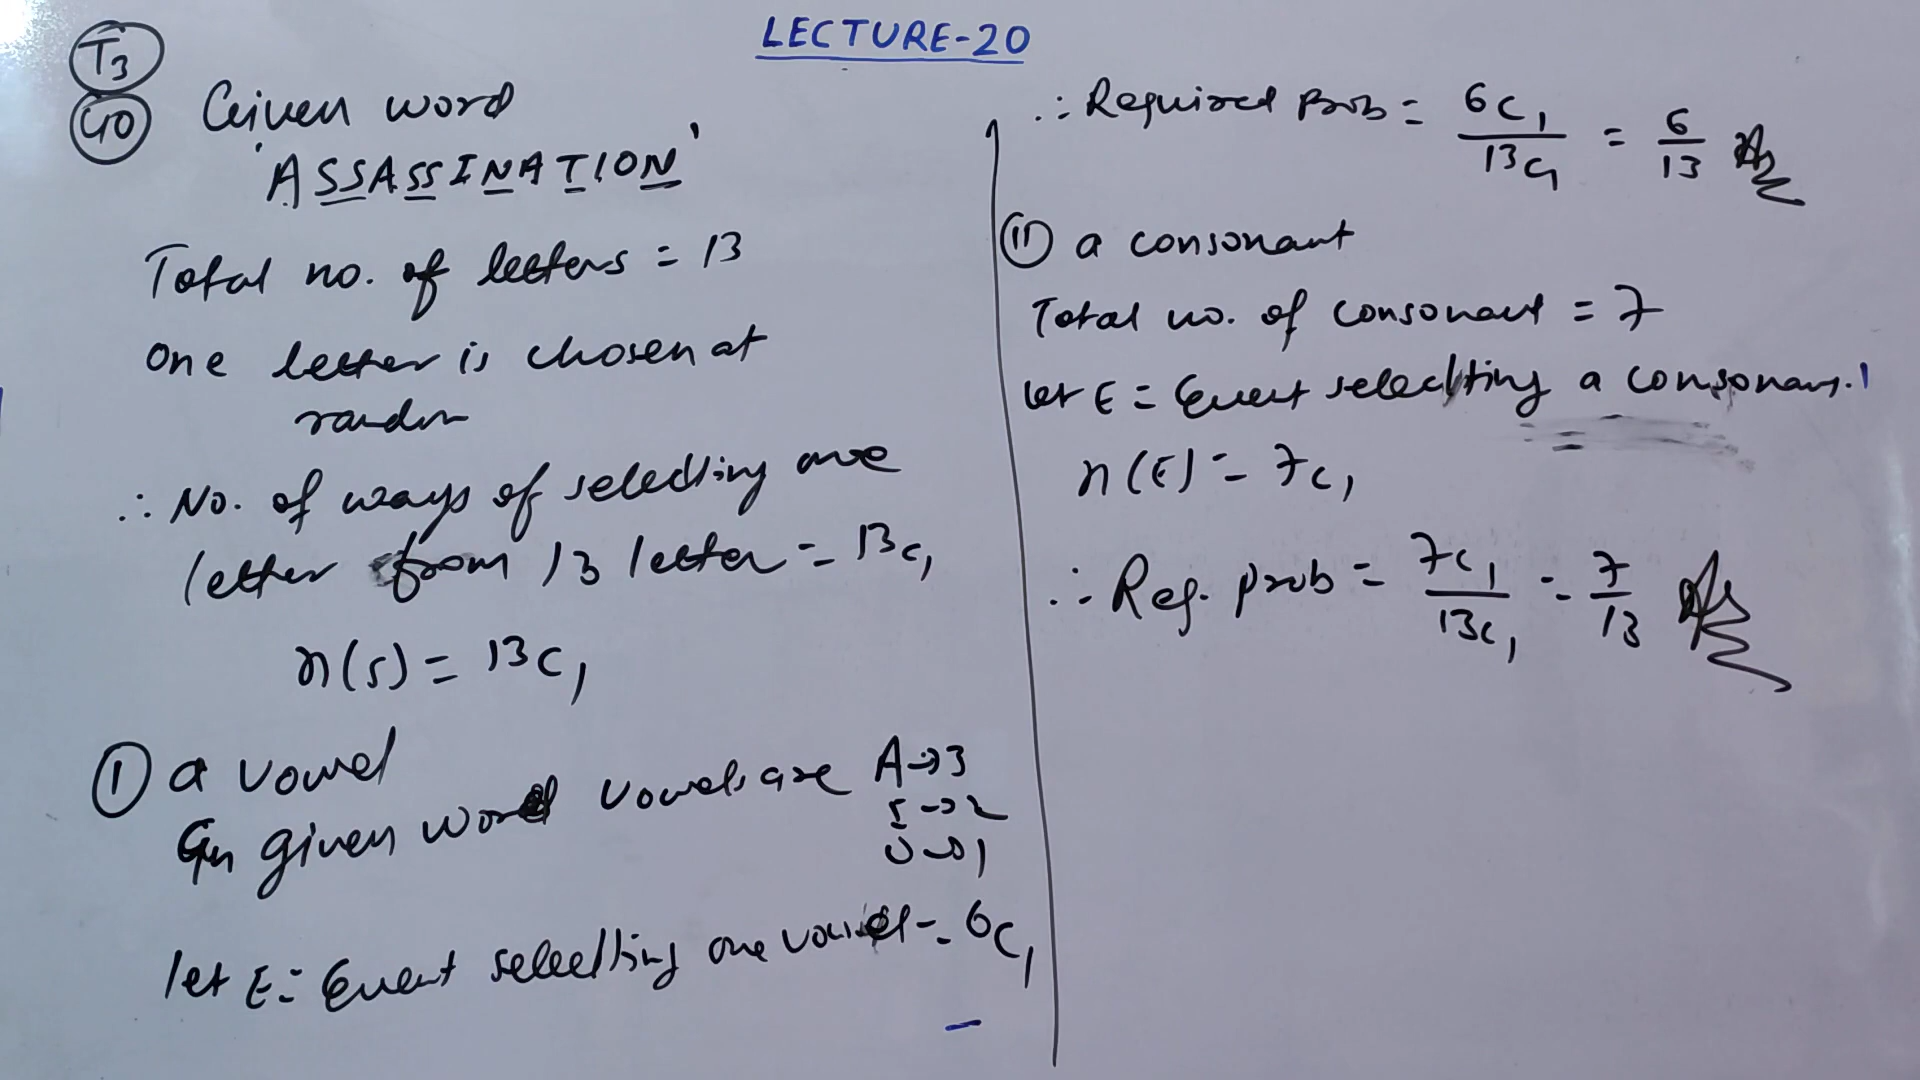 LECTURE-20
T3
40 Given word
'ASSASSINATION'
Total no. of letters = 13
One letter is chosen at
random
∴ No. of ways of selecting one
letter from 13 letter = 13C1
n(S) = 13C1
(i) a vowel
In given word vowels are A→3
I→2
O→1
let E = Event selecting one vowel = 6C1
∴ Required Prob = 6C1/13C1 = 6/13 Ans
(ii) a consonant
Total no. of consonant = 7
let E = Event selecting a consonant.
n(E) = 7C1
∴ Req. prob = 7C1/13C1 = 7/13 Ans